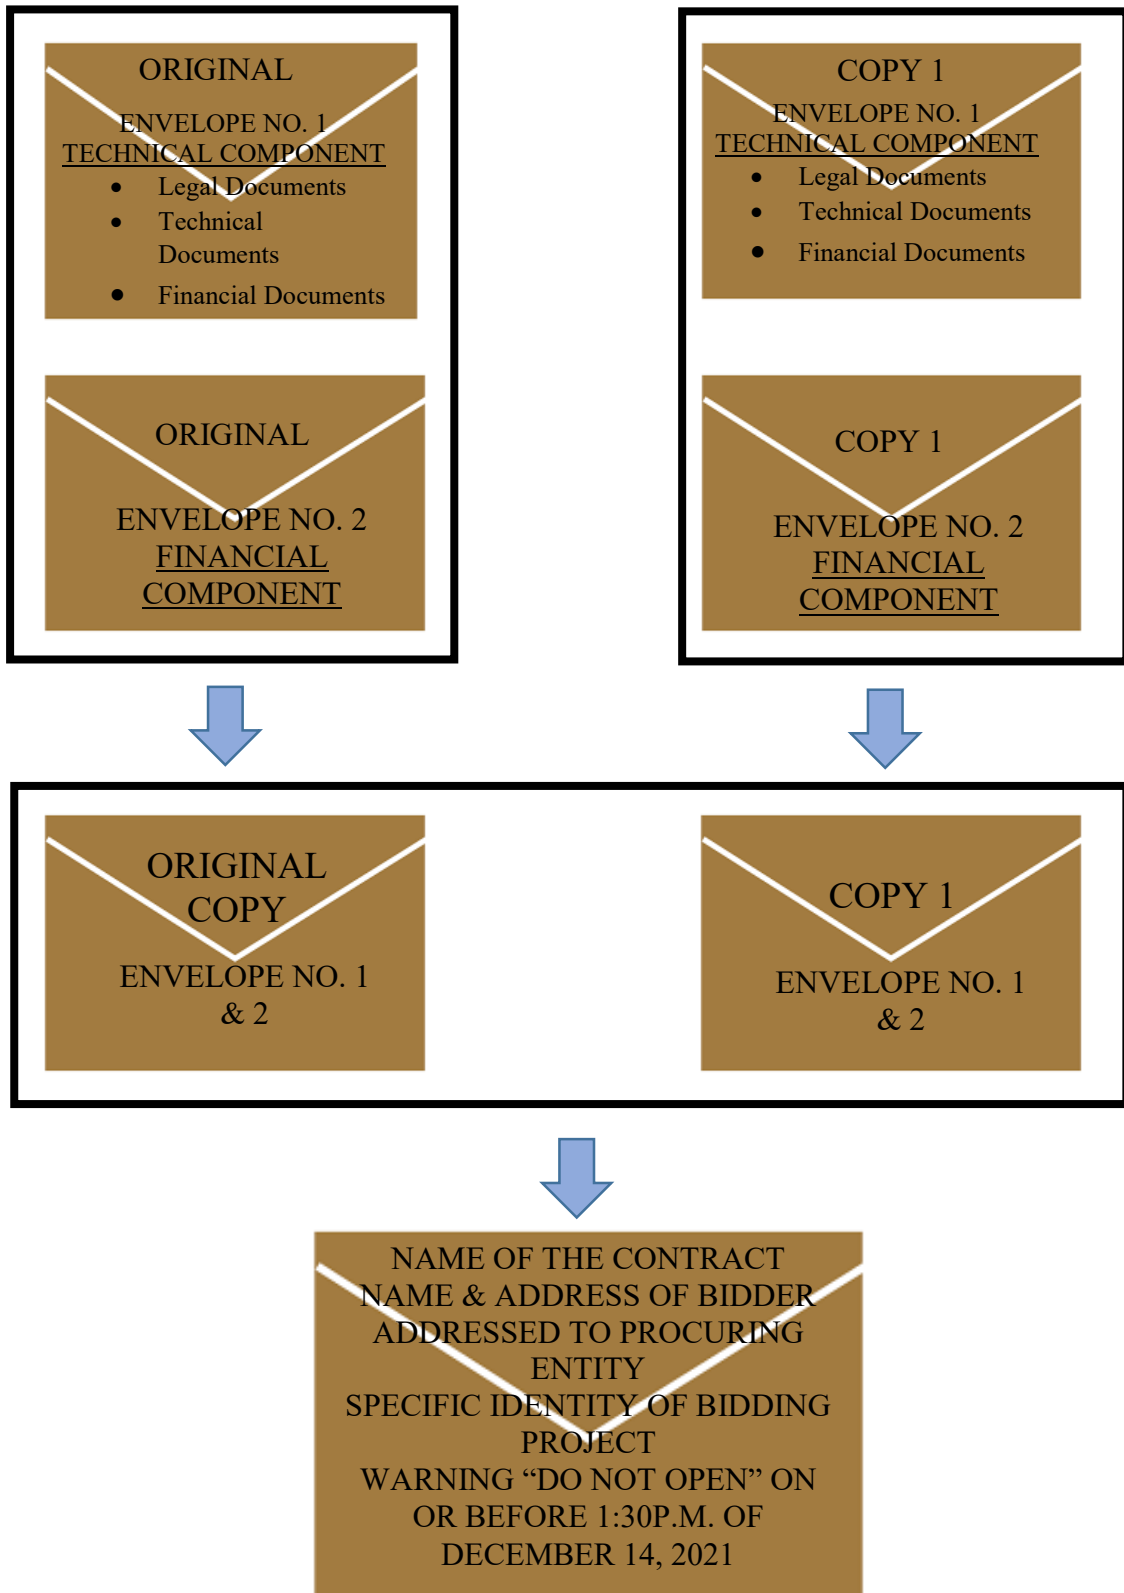 ORIGINAL
ENVELOPE NO. 1
TECHNICAL COMPONENT
• Legal Documents
• Technical
Documents
• Financial Documents
COPY 1
ENVELOPE NO. 1
TECHNICAL COMPONENT
• Legal Documents
• Technical Documents
• Financial Documents
ORIGINAL
ENVELOPE NO. 2
FINANCIAL
COMPONENT
COPY 1
ENVELOPE NO. 2
FINANCIAL
COMPONENT
ORIGINAL
COPY
ENVELOPE NO. 1
& 2
COPY 1
ENVELOPE NO. 1
& 2
NAME OF THE CONTRACT
NAME & ADDRESS OF BIDDER
ADDRESSED TO PROCURING
ENTITY
SPECIFIC IDENTITY OF BIDDING
PROJECT
WARNING “DO NOT OPEN” ON
OR BEFORE 1:30P.M. OF
DECEMBER 14, 2021